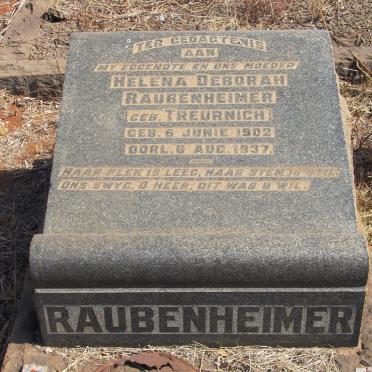 TER GEDAGTENIS
AAN
MY EGGENOTE EN ONS MOEDER
HELENA DEBORAH
RAUBENHEIMER
GEB. TREURNICH
GEB. 6 JUNIE 1902
OORL. 6 AUG. 1937.
HAAR PLEK IS LEEG, HAAR STEM IS STIL
ONS SWYG, O HEER, DIT WAS U WIL.
RAUBENHEIMER